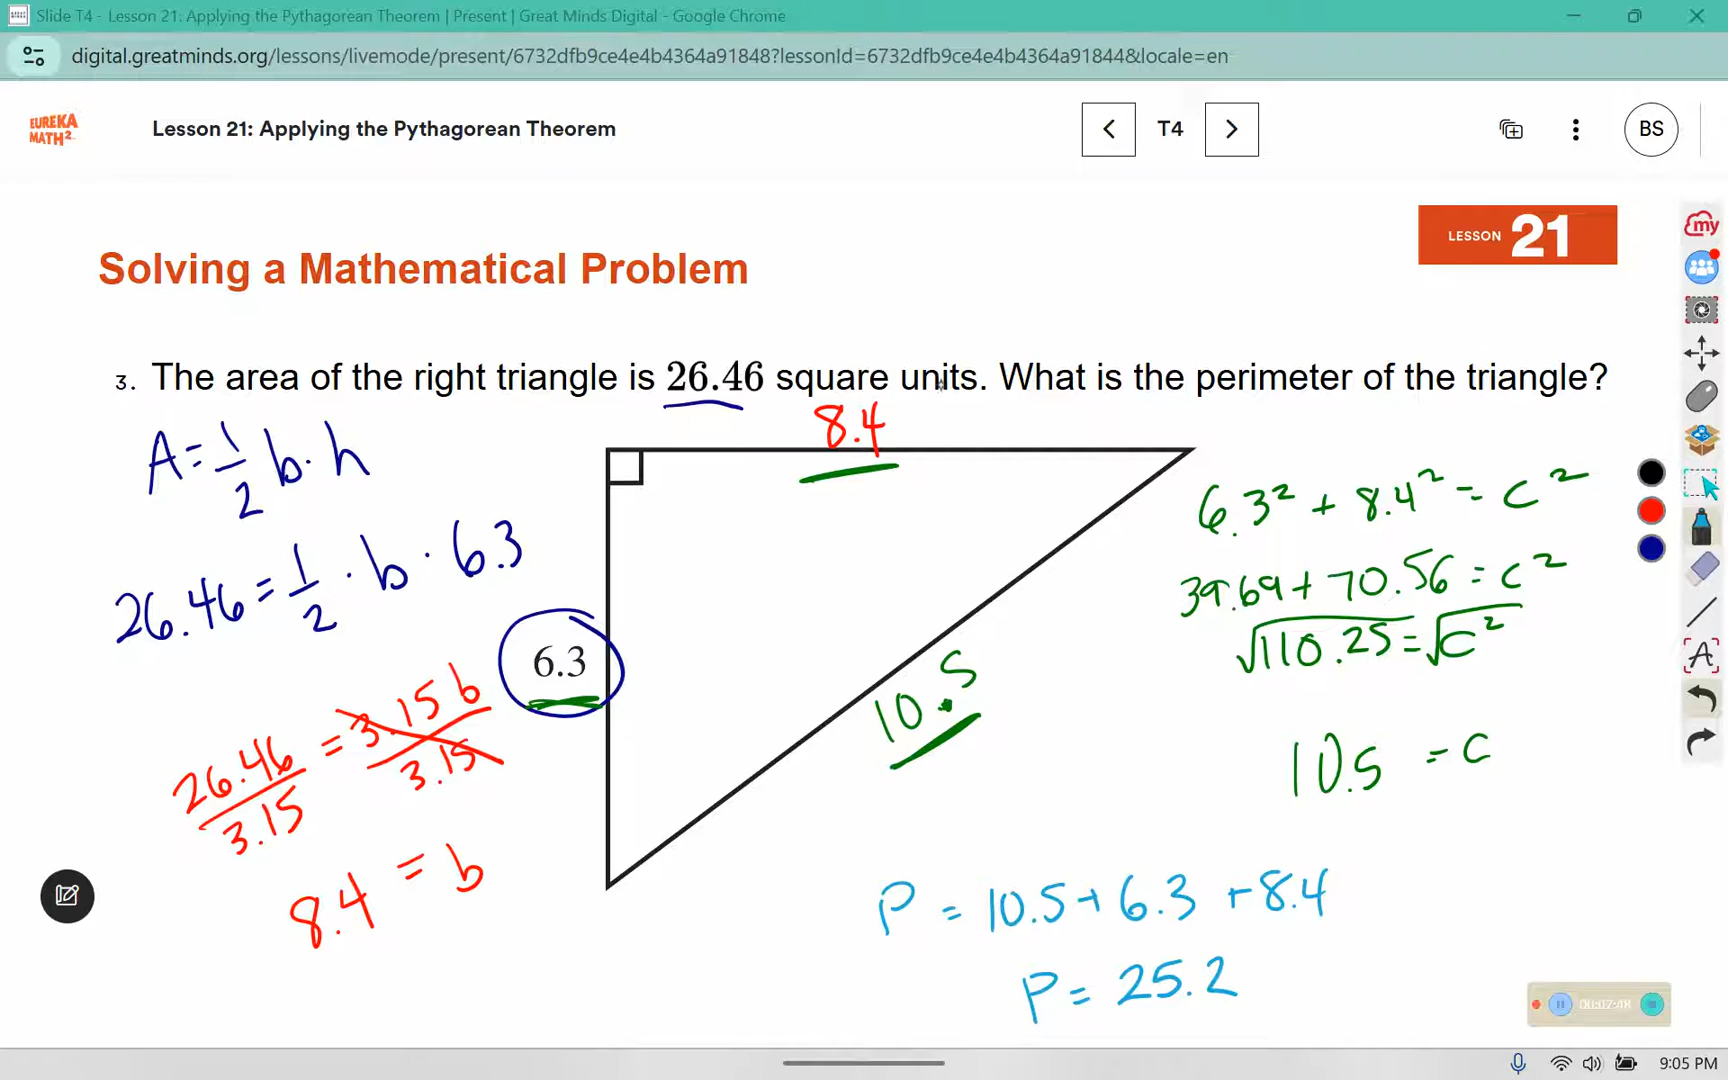 Slide T4 - Lesson 21: Applying the Pythagorean Theorem | Present | Great Minds Digital - Google Chrome
digital.greatminds.org/lessons/livemode/present/6732dfb9ce4e4b4364a91848?lessonId=6732dfb9ce4e4b4364a91844&locale=en
EUREKA
MATH²
Lesson 21: Applying the Pythagorean Theorem
T4
BS
LESSON 21
my
Solving a Mathematical Problem
3. The area of the right triangle is 26.46 square units. What is the perimeter of the triangle?
8.4
A = 1/2 b · h
26.46 = 1/2 · b · 6.3
6.3
26.46/3.15 = 3.15b/3.15
8.4 = b
10.5
6.3² + 8.4² = c²
39.69 + 70.56 = c²
√110.25 = √c²
10.5 = c
P = 10.5 + 6.3 + 8.4
P = 25.2
A
00:02:48
9:05 PM